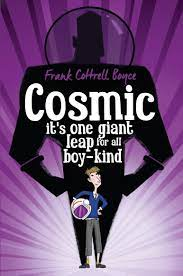 Frank Cottrell Boyce
Cosmic
it's one giant
leap for all
boy-kind